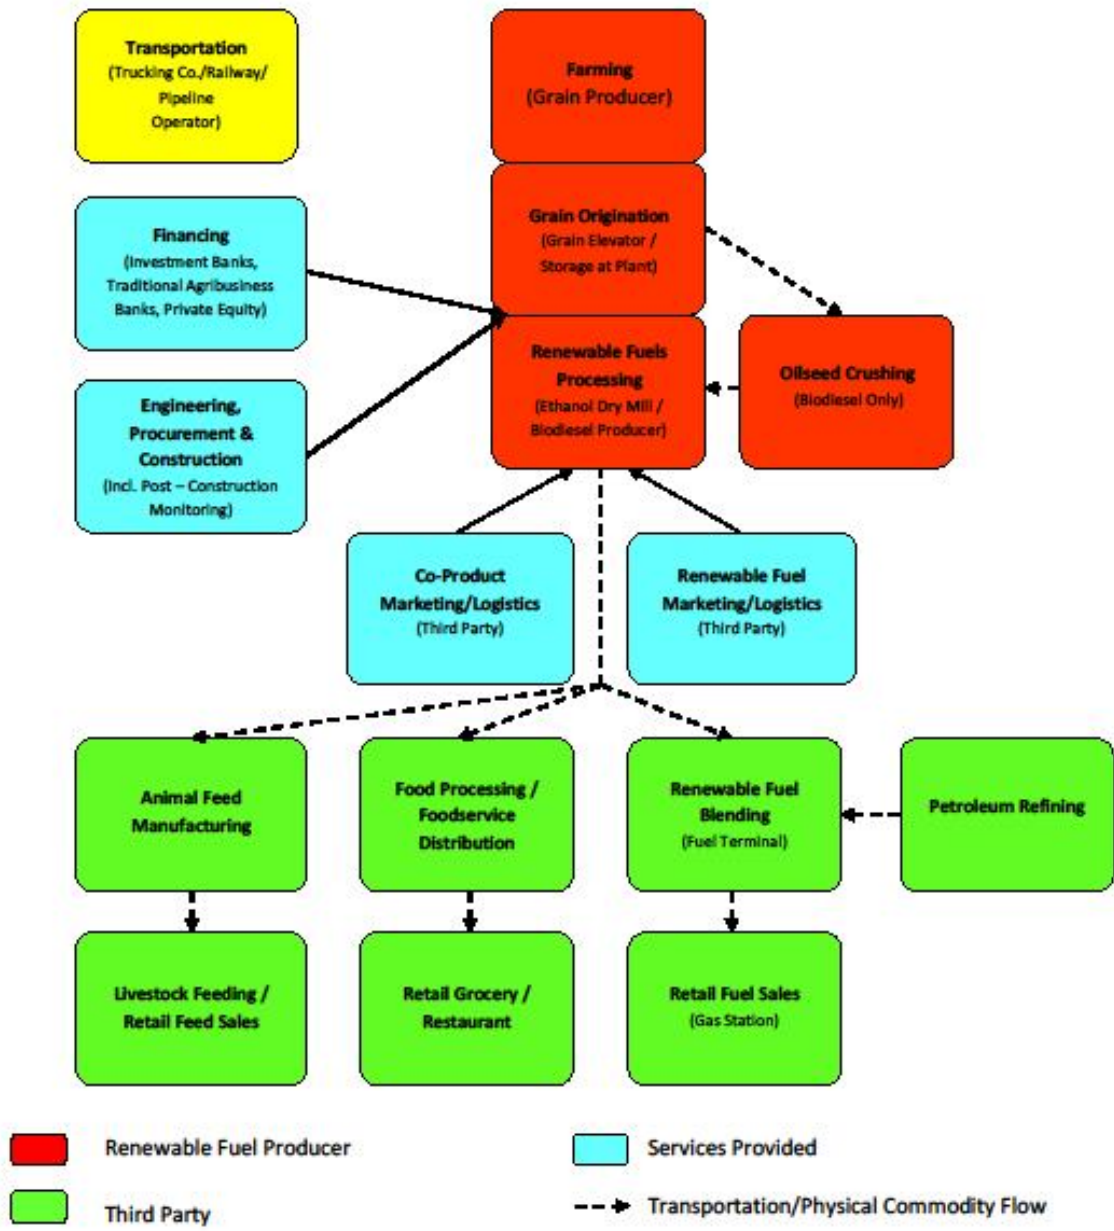 Transportation
(Trucking Co./Railway/
Pipeline
Operator)
Farming
(Grain Producer)
Financing
(Investment Banks,
Traditional Agribusiness
Banks, Private Equity)
Grain Origination
(Grain Elevator /
Storage at Plant)
Engineering,
Procurement &
Construction
(Incl. Post – Construction
Monitoring)
Renewable Fuels
Processing
(Ethanol Dry Mill /
Biodiesel Producer)
Oilseed Crushing
(Biodiesel Only)
Co-Product
Marketing/Logistics
(Third Party)
Renewable Fuel
Marketing/Logistics
(Third Party)
Animal Feed
Manufacturing
Food Processing /
Foodservice
Distribution
Renewable Fuel
Blending
(Fuel Terminal)
Petroleum Refining
Livestock Feeding /
Retail Feed Sales
Retail Grocery /
Restaurant
Retail Fuel Sales
(Gas Station)
Renewable Fuel Producer
Services Provided
Third Party
Transportation/Physical Commodity Flow